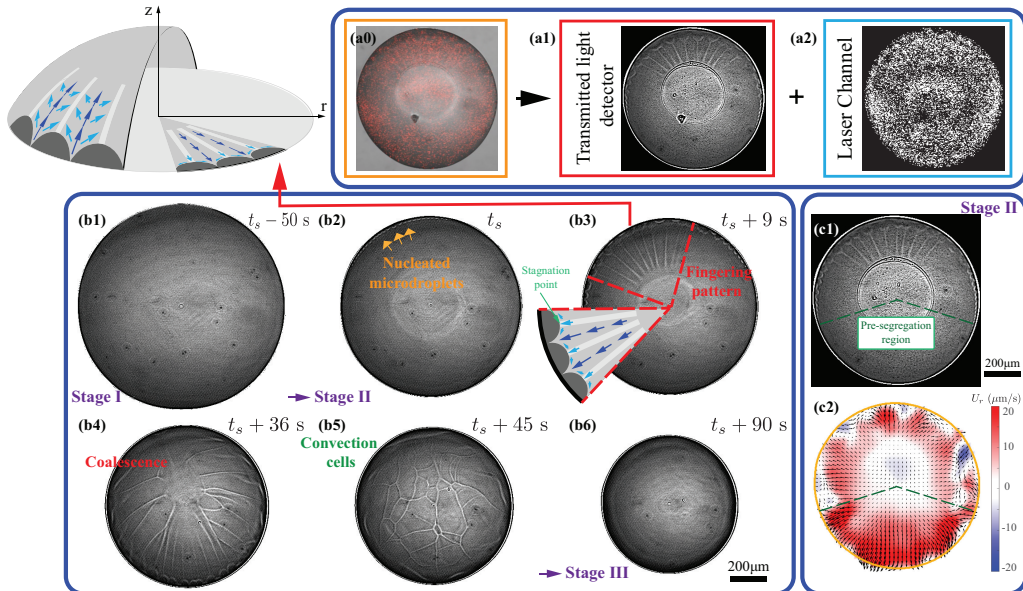 z
r
(a0)
(a1)
Transmitted light
detector
+
(a2)
Laser Channel
(b1)
t_s − 50 s
Stage I
(b2)
t_s
Nucleated
microdroplets
Stage II
(b3)
t_s + 9 s
Stagnation
point
Fingering
pattern
(b4)
t_s + 36 s
Coalescence
(b5)
t_s + 45 s
Convection
cells
(b6)
t_s + 90 s
Stage III
200μm
Stage II
(c1)
Pre-segregation
region
200μm
(c2)
U_r (μm/s)
20
10
0
-10
-20